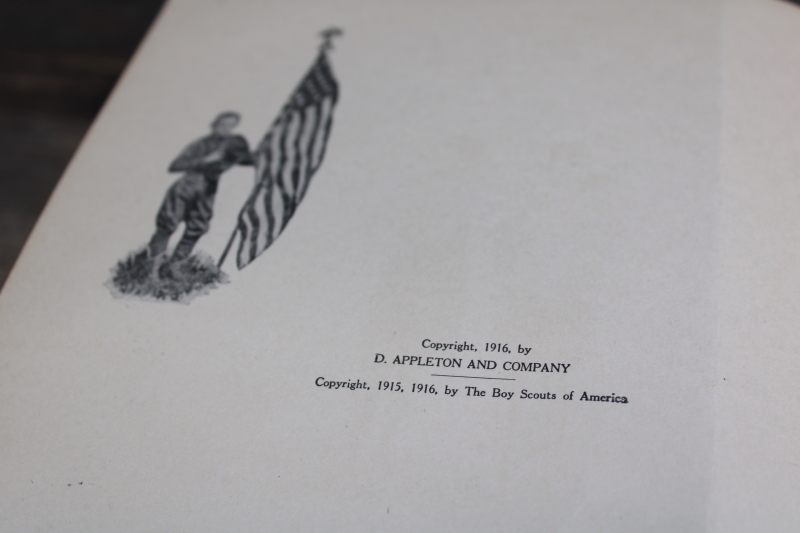 Copyright, 1916, by
D. APPLETON AND COMPANY
Copyright, 1915, 1916, by The Boy Scouts of America